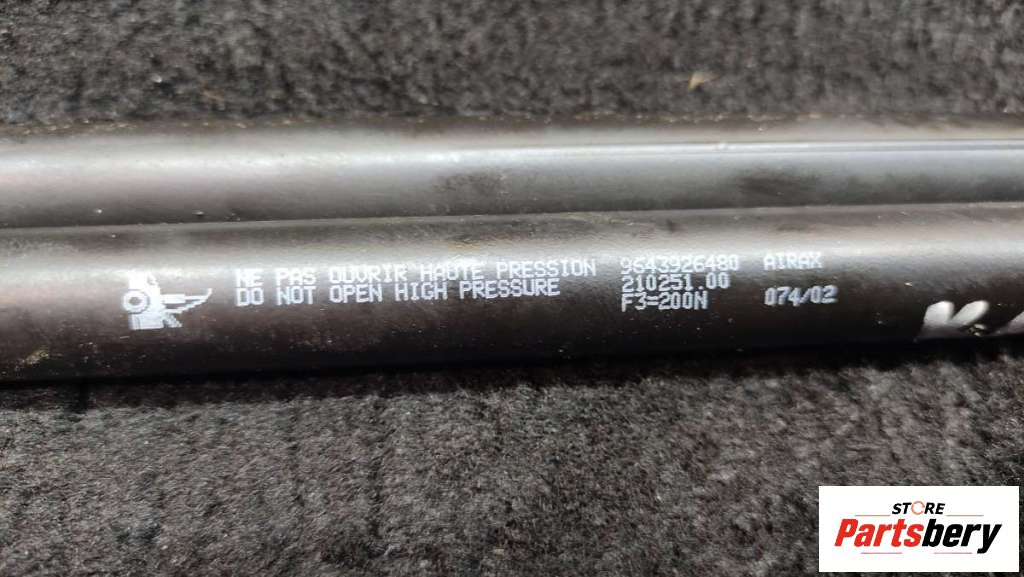 NE PAS OUVRIR HAUTE PRESSION 9643926480 AIRAX
DO NOT OPEN HIGH PRESSURE 210251.00
F3=200N 074/02
STORE
Partsbery